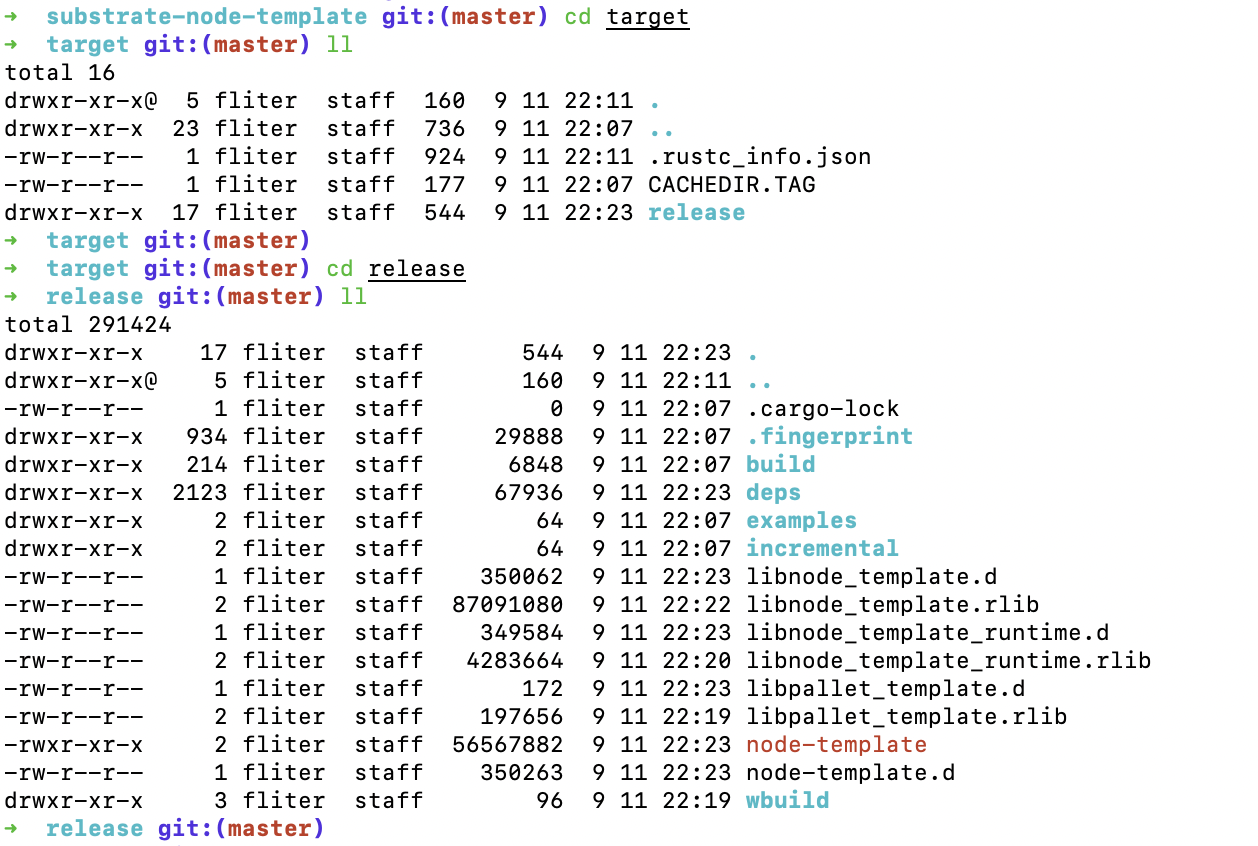 ➜  substrate-node-template git:(master) cd target
➜  target git:(master) ll
total 16
drwxr-xr-x@  5 fliter  staff  160  9 11 22:11 .
drwxr-xr-x  23 fliter  staff  736  9 11 22:07 ..
-rw-r--r--   1 fliter  staff  924  9 11 22:11 .rustc_info.json
-rw-r--r--   1 fliter  staff  177  9 11 22:07 CACHEDIR.TAG
drwxr-xr-x  17 fliter  staff  544  9 11 22:23 release
➜  target git:(master)
➜  target git:(master) cd release
➜  release git:(master) ll
total 291424
drwxr-xr-x    17 fliter  staff       544  9 11 22:23 .
drwxr-xr-x@    5 fliter  staff       160  9 11 22:11 ..
-rw-r--r--     1 fliter  staff         0  9 11 22:07 .cargo-lock
drwxr-xr-x   934 fliter  staff     29888  9 11 22:07 .fingerprint
drwxr-xr-x   214 fliter  staff      6848  9 11 22:07 build
drwxr-xr-x  2123 fliter  staff     67936  9 11 22:23 deps
drwxr-xr-x     2 fliter  staff        64  9 11 22:07 examples
drwxr-xr-x     2 fliter  staff        64  9 11 22:07 incremental
-rw-r--r--     1 fliter  staff    350062  9 11 22:23 libnode_template.d
-rw-r--r--     2 fliter  staff  87091080  9 11 22:22 libnode_template.rlib
-rw-r--r--     1 fliter  staff    349584  9 11 22:23 libnode_template_runtime.d
-rw-r--r--     2 fliter  staff   4283664  9 11 22:20 libnode_template_runtime.rlib
-rw-r--r--     1 fliter  staff       172  9 11 22:23 libpallet_template.d
-rw-r--r--     2 fliter  staff    197656  9 11 22:19 libpallet_template.rlib
-rwxr-xr-x     2 fliter  staff  56567882  9 11 22:23 node-template
-rw-r--r--     1 fliter  staff    350263  9 11 22:23 node-template.d
drwxr-xr-x     3 fliter  staff        96  9 11 22:19 wbuild
➜  release git:(master)